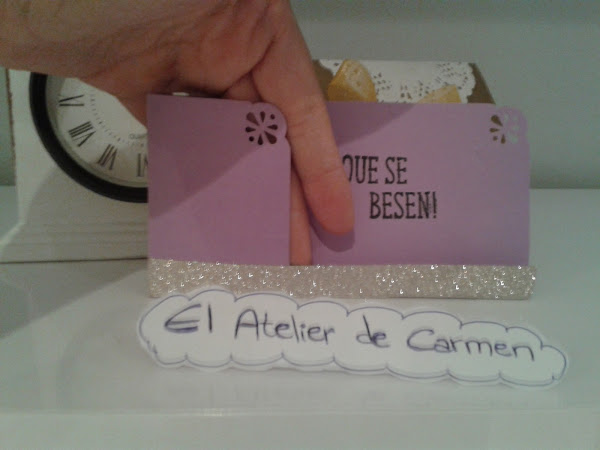 QUE SE
BESEN!
El Atelier de Carmen